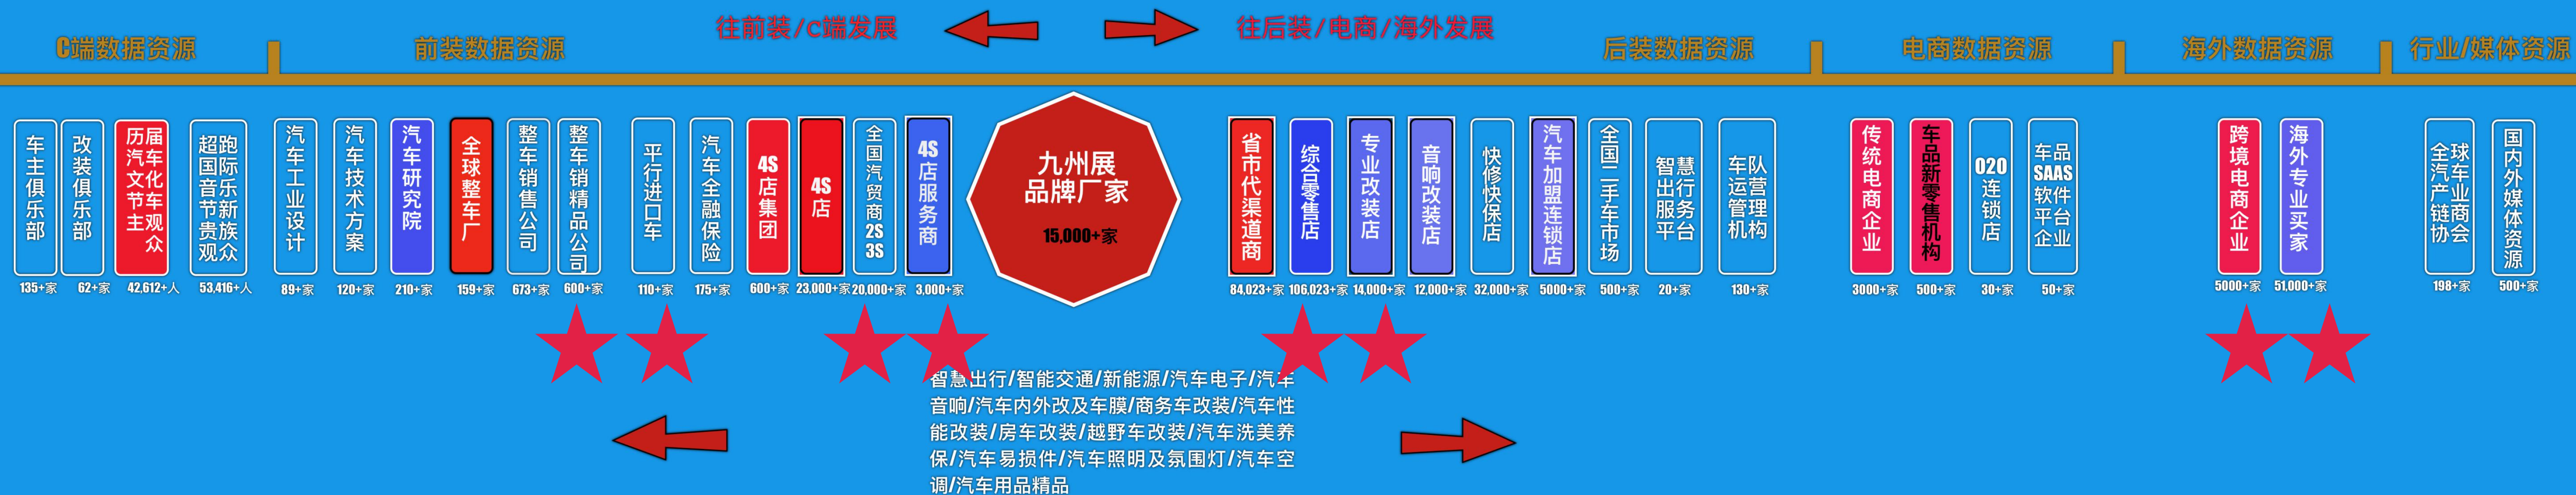 往前装/C端发展
往后装/电商/海外发展
C端数据资源
前装数据资源
后装数据资源
电商数据资源
海外数据资源
行业/媒体资源
车主俱乐部
135+家
改装俱乐部
62+家
历届汽车文化节车主观众
42,612+人
超跑国际音乐节新贵族观众
53,416+人
汽车工业设计
89+家
汽车技术方案
120+家
汽车研究院
210+家
全球整车厂
159+家
整车销售公司
673+家
整车销精品公司
600+家
平行进口车
110+家
汽车全融保险
175+家
4S店集团
600+家
4S店
23,000+家
全国汽贸商2S3S
20,000+家
4S店服务商
3,000+家
九州展
品牌厂家
15,000+家
省市代渠道商
84,023+家
综合零售店
106,023+家
专业改装店
14,000+家
音响改装店
12,000+家
快修快保店
32,000+家
汽车加盟连锁店
5000+家
全国二手车市场
500+家
智慧出行服务平台
20+家
车队运营管理机构
130+家
传统电商企业
3000+家
车品新零售机构
500+家
O2O连锁店
30+家
车品SAAS软件平台企业
50+家
跨境电商企业
5000+家
海外专业买家
51,000+家
全球汽车产业链商协会
198+家
国内外媒体资源
500+家
智慧出行/智能交通/新能源/汽车电子/汽车
音响/汽车内外改及车膜/商务车改装/汽车性
能改装/房车改装/越野车改装/汽车洗美养
保/汽车易损件/汽车照明及氛围灯/汽车空
调/汽车用品精品